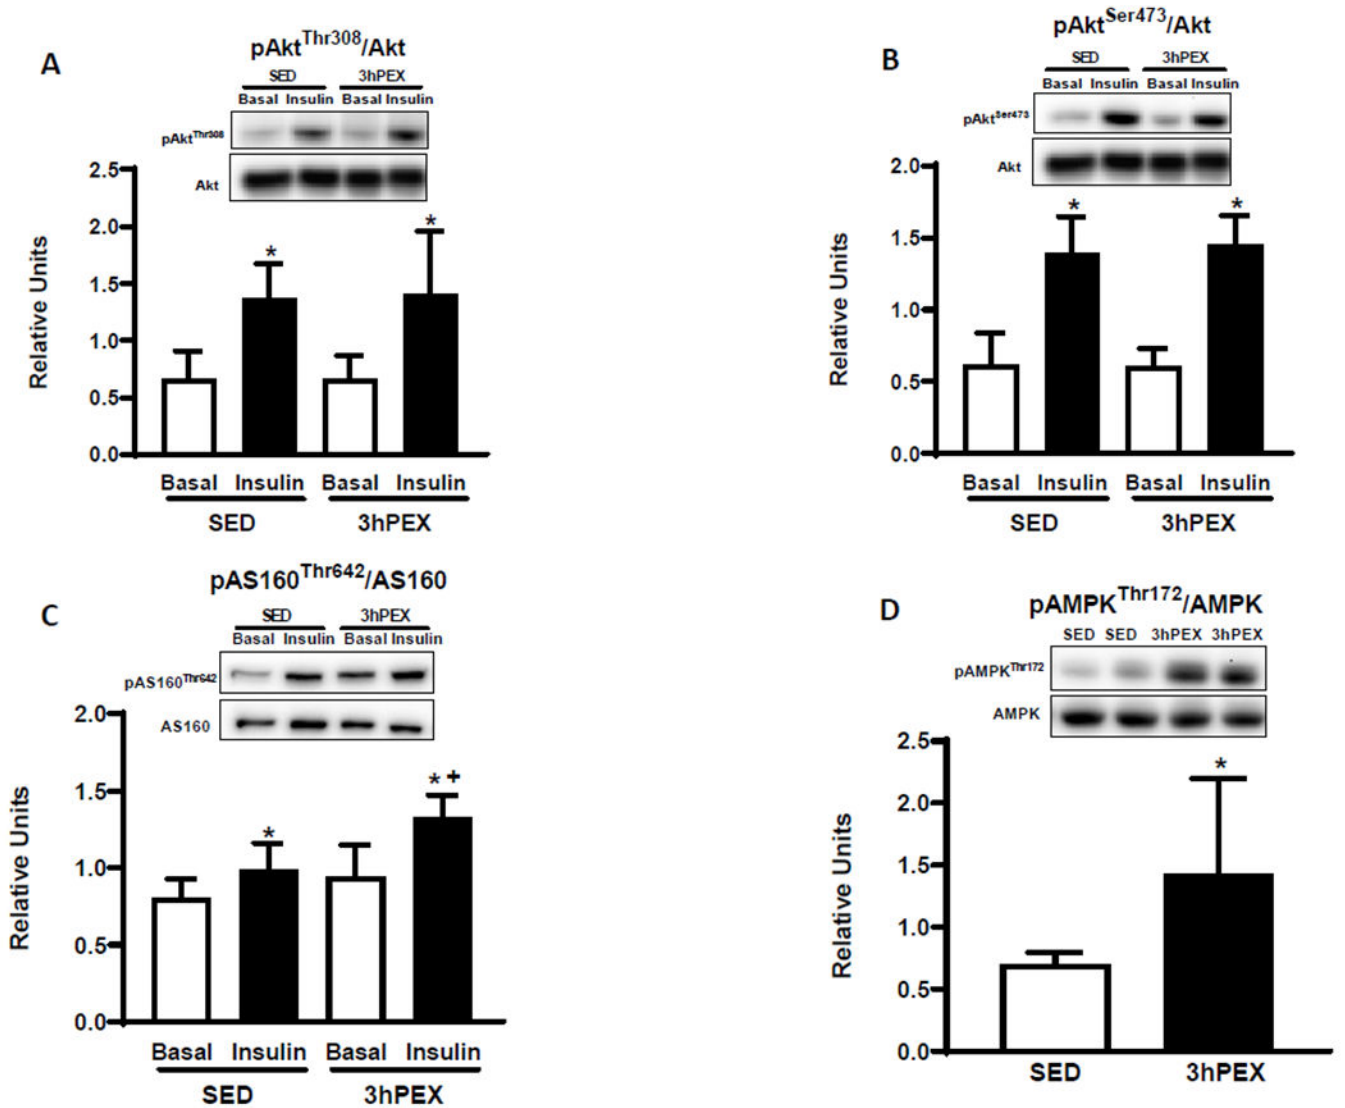 A
pAktThr308/Akt
SED 3hPEX
Basal Insulin Basal Insulin
pAktThr308
Akt
2.5
2.0
1.5
1.0
0.5
0.0
Relative Units
* *
Basal Insulin Basal Insulin
SED 3hPEX
B
pAktSer473/Akt
SED 3hPEX
Basal Insulin Basal Insulin
pAktSer473
Akt
2.0
1.5
1.0
0.5
0.0
Relative Units
* *
Basal Insulin Basal Insulin
SED 3hPEX
C
pAS160Thr642/AS160
SED 3hPEX
Basal Insulin Basal Insulin
pAS160Thr642
AS160
2.0
1.5
1.0
0.5
0.0
Relative Units
* * +
Basal Insulin Basal Insulin
SED 3hPEX
D
pAMPKThr172/AMPK
SED SED 3hPEX 3hPEX
pAMPKThr172
AMPK
2.5
2.0
1.5
1.0
0.5
0.0
Relative Units
*
SED 3hPEX